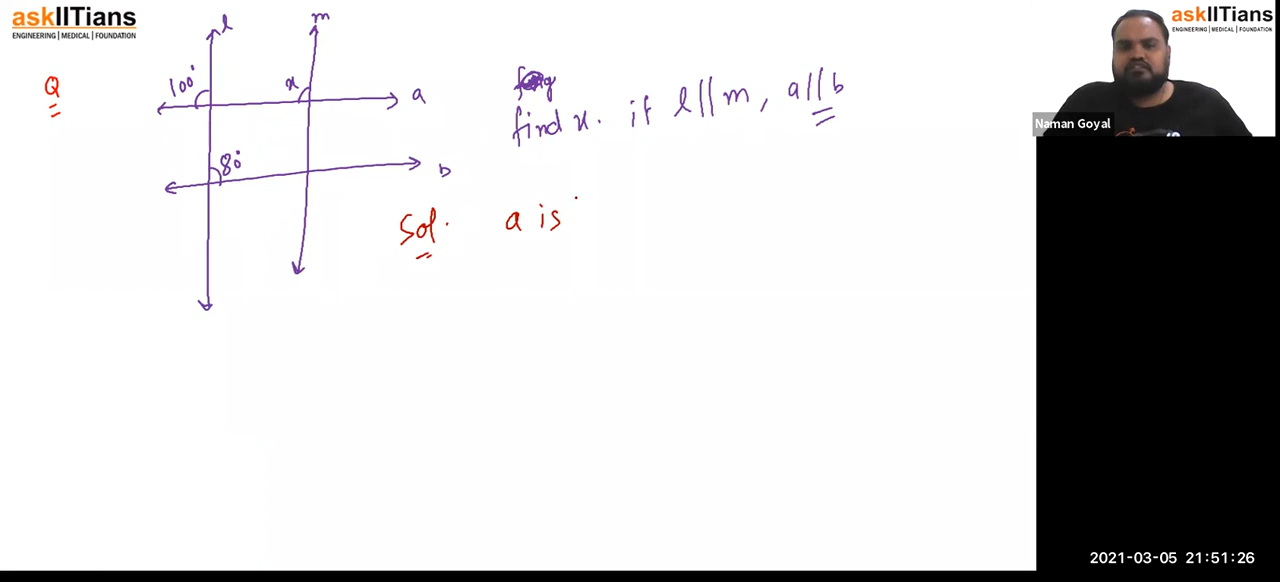 askIITians
ENGINEERING | MEDICAL | FOUNDATION
askIITians
ENGINEERING | MEDICAL | FOUNDATION
l
m
Q
100°
x
a
find x. if l||m, a||b
Naman Goyal
80°
b
Sol.
a is
2021-03-05 21:51:26